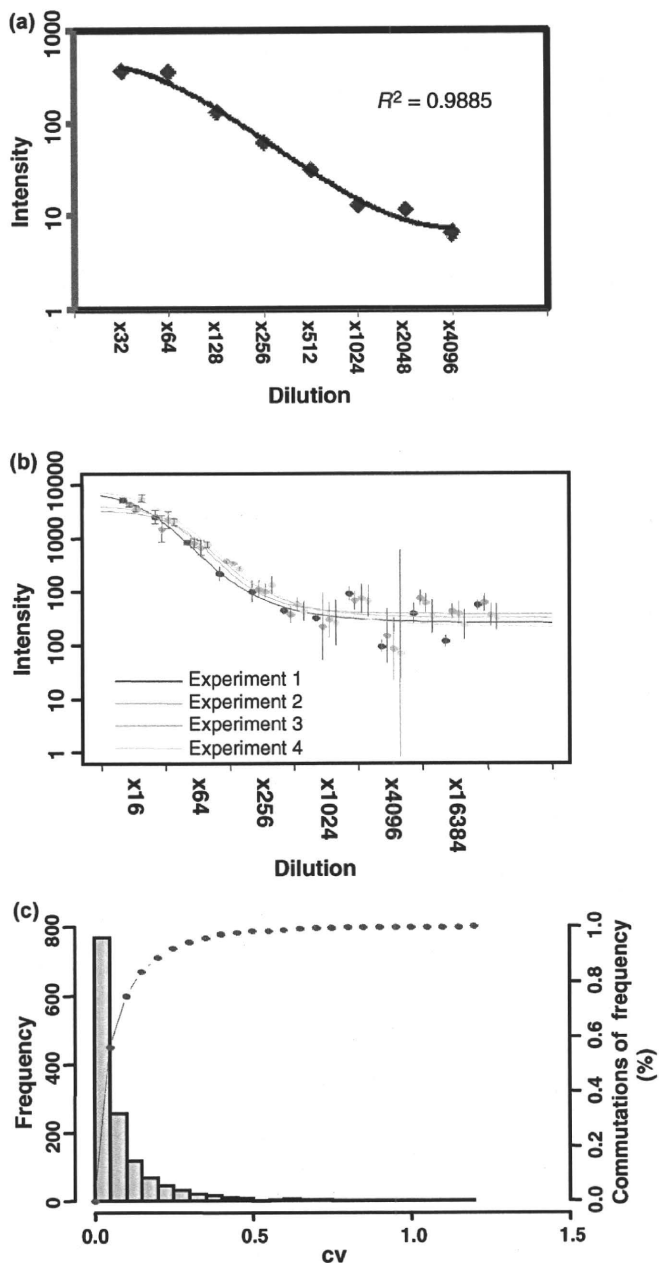 (a)
1000
100
10
1
Intensity
R² = 0.9885
x32
x64
x128
x256
x512
x1024
x2048
x4096
Dilution
(b)
10000
1000
100
100
10
1
Intensity
Experiment 1
Experiment 2
Experiment 3
Experiment 4
x16
x64
x256
x1024
x4096
x16384
Dilution
(c)
800
600
400
200
0
Frequency
1.0
0.8
0.6
0.4
0.2
0.0
Commutations of frequency
(%)
0.0
0.5
1.0
1.5
cv